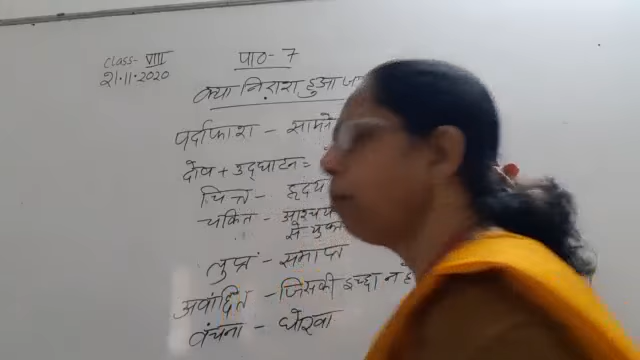 Class- VIII
21.11.2020
पाठ- 7
क्या निराश हुआ
पर्दाफाश - सामने
दोष + उद्घाटन =
चित्त - हृदय
चकित - आश्चर्य
से युक्त
लुप्त - समाप्त
अवांछित - जिसकी इच्छा न
वंचना - धोखा